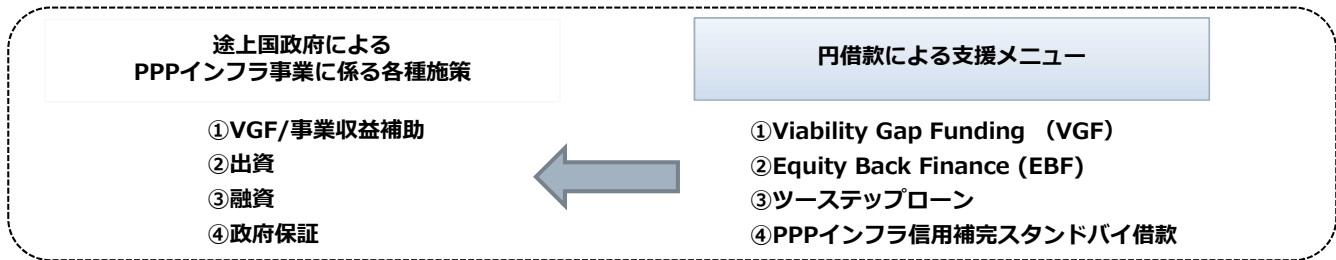 途上国政府による
PPPインフラ事業に係る各種施策
①VGF/事業収益補助
②出資
③融資
④政府保証
円借款による支援メニュー
①Viability Gap Funding （VGF）
②Equity Back Finance (EBF)
③ツーステップローン
④PPPインフラ信用補完スタンドバイ借款